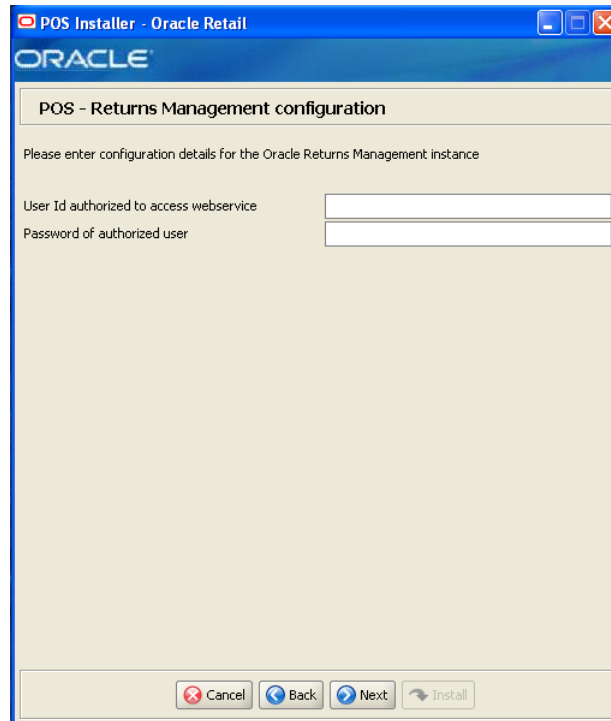 POS Installer - Oracle Retail
ORACLE
POS - Returns Management configuration
Please enter configuration details for the Oracle Returns Management instance
User Id authorized to access webservice
Password of authorized user
Cancel Back Next Install